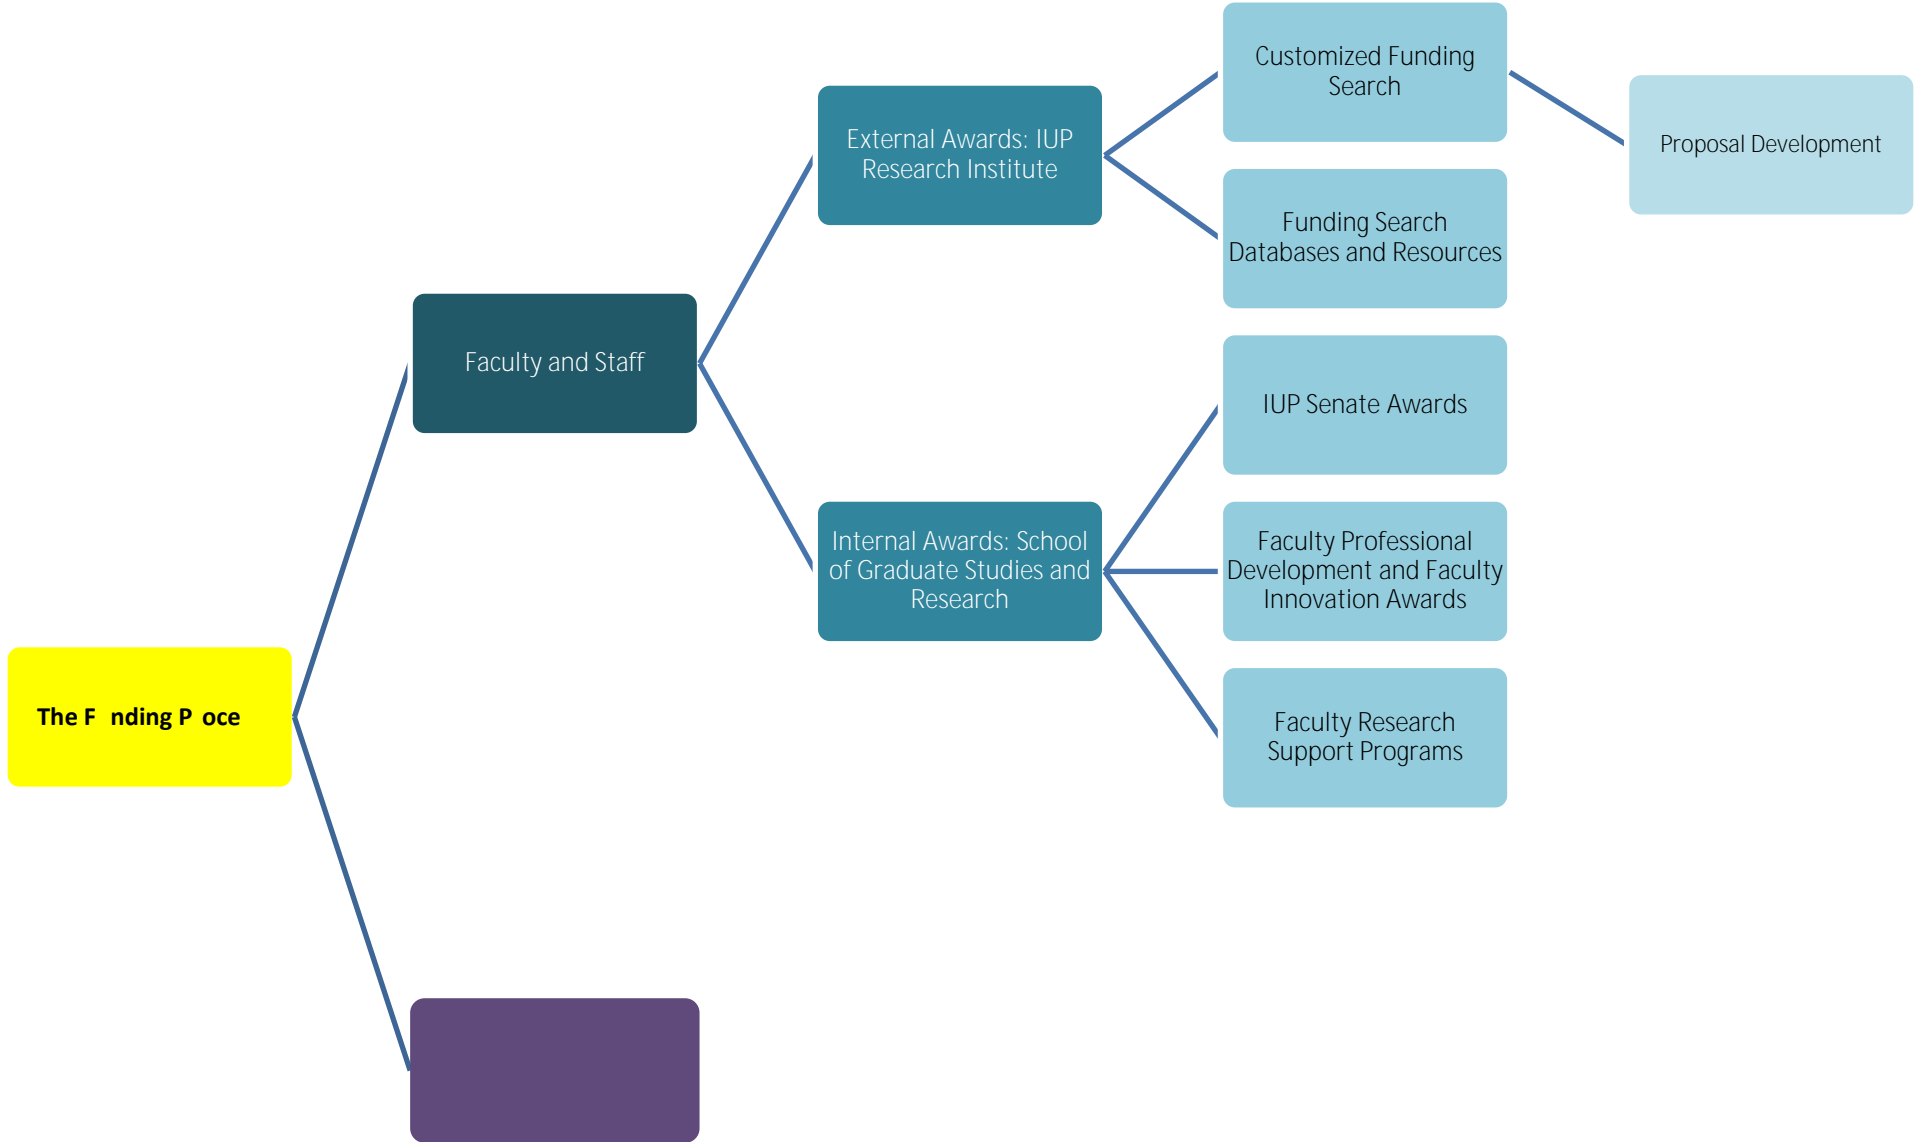 Customized Funding
Search
External Awards: IUP
Research Institute
Proposal Development
Funding Search
Databases and Resources
Faculty and Staff
IUP Senate Awards
Internal Awards: School
of Graduate Studies and
Research
Faculty Professional
Development and Faculty
Innovation Awards
The F nding P oce
Faculty Research
Support Programs